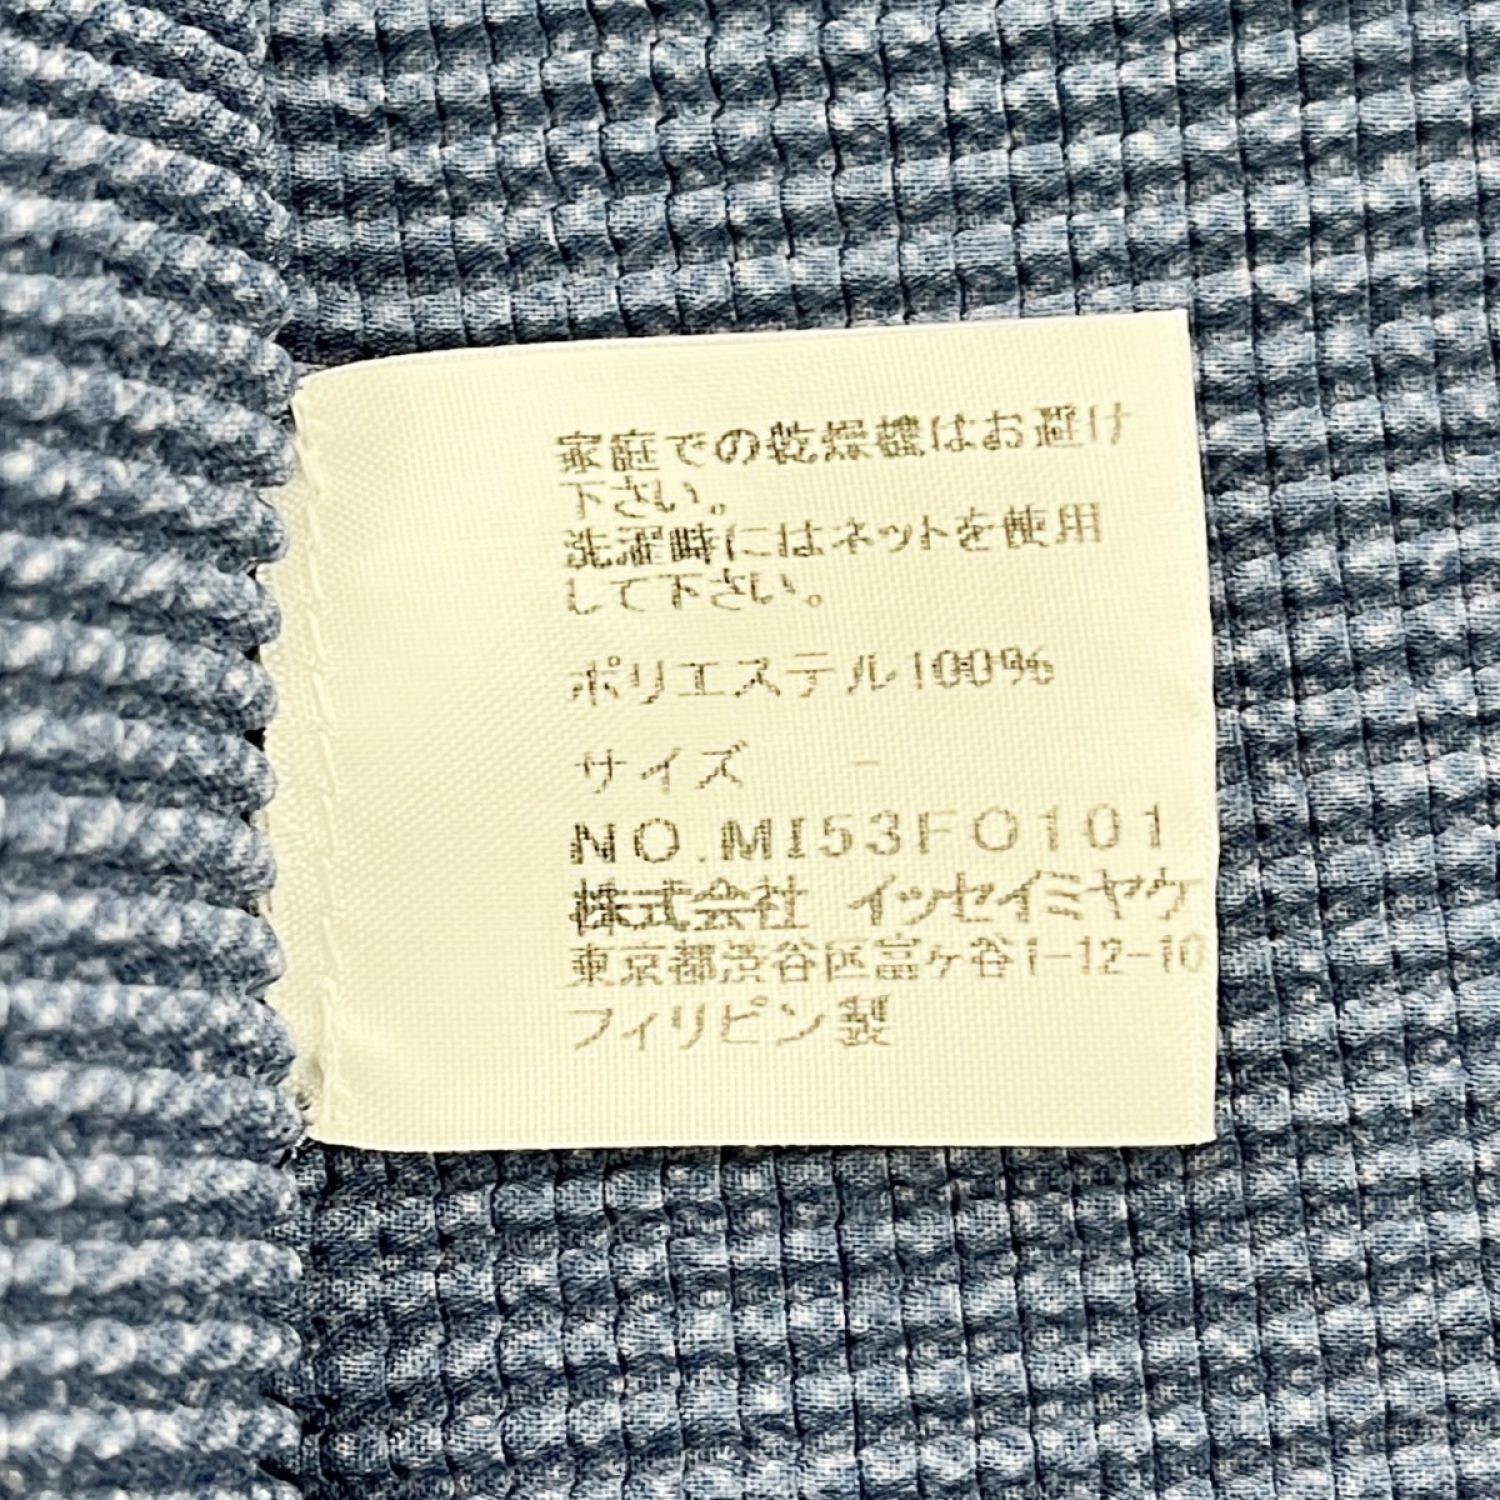 家庭での乾燥機はお避け
下さい。
洗濯時にはネットを使用
して下さい。
ポリエステル100%
サイズ -
NO.MI53FO101
株式会社 イッセイミヤケ
東京都渋谷区富ヶ谷1-12-10
フィリピン製